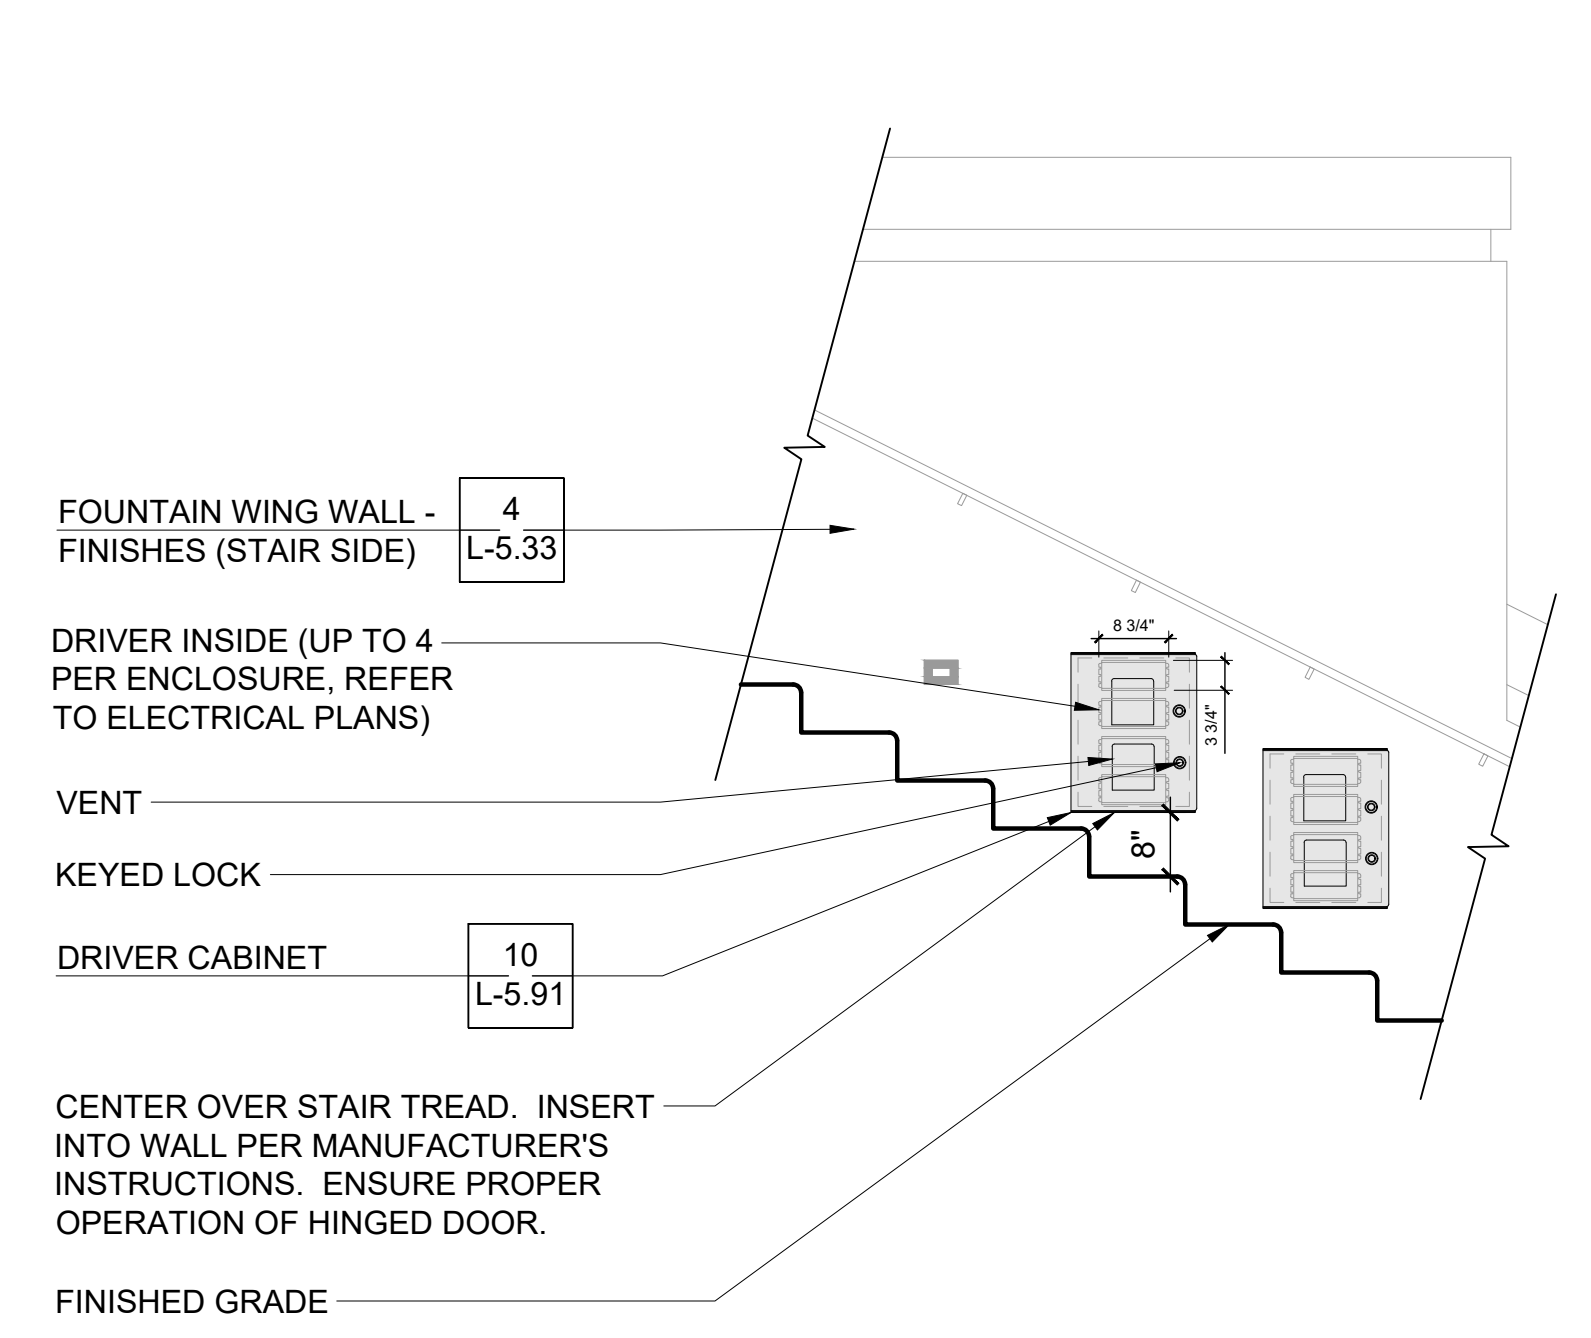 FOUNTAIN WING WALL -
FINISHES (STAIR SIDE)
4
L-5.33
DRIVER INSIDE (UP TO 4
PER ENCLOSURE, REFER
TO ELECTRICAL PLANS)
8 3/4"
3 3/4"
VENT
8"
KEYED LOCK
DRIVER CABINET
10
L-5.91
CENTER OVER STAIR TREAD.  INSERT
INTO WALL PER MANUFACTURER'S
INSTRUCTIONS.  ENSURE PROPER
OPERATION OF HINGED DOOR.
FINISHED GRADE